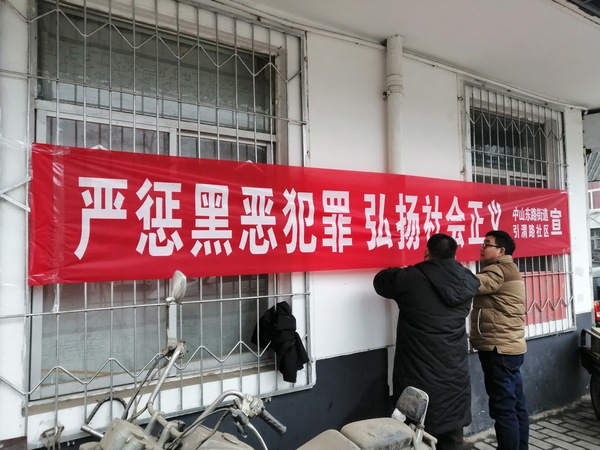 严惩黑恶犯罪 弘扬社会正义
中山东路街道
引渭路社区
宣